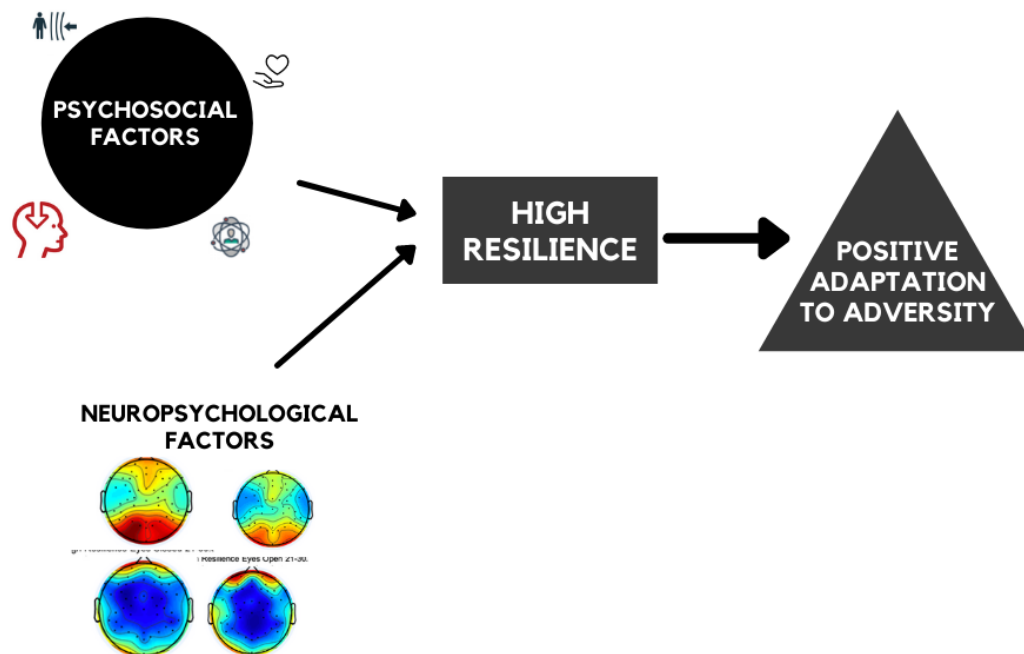 PSYCHOSOCIAL
FACTORS
HIGH
RESILIENCE
POSITIVE
ADAPTATION
TO ADVERSITY
NEUROPSYCHOLOGICAL
FACTORS
Resilience Eyes Open 21-30.